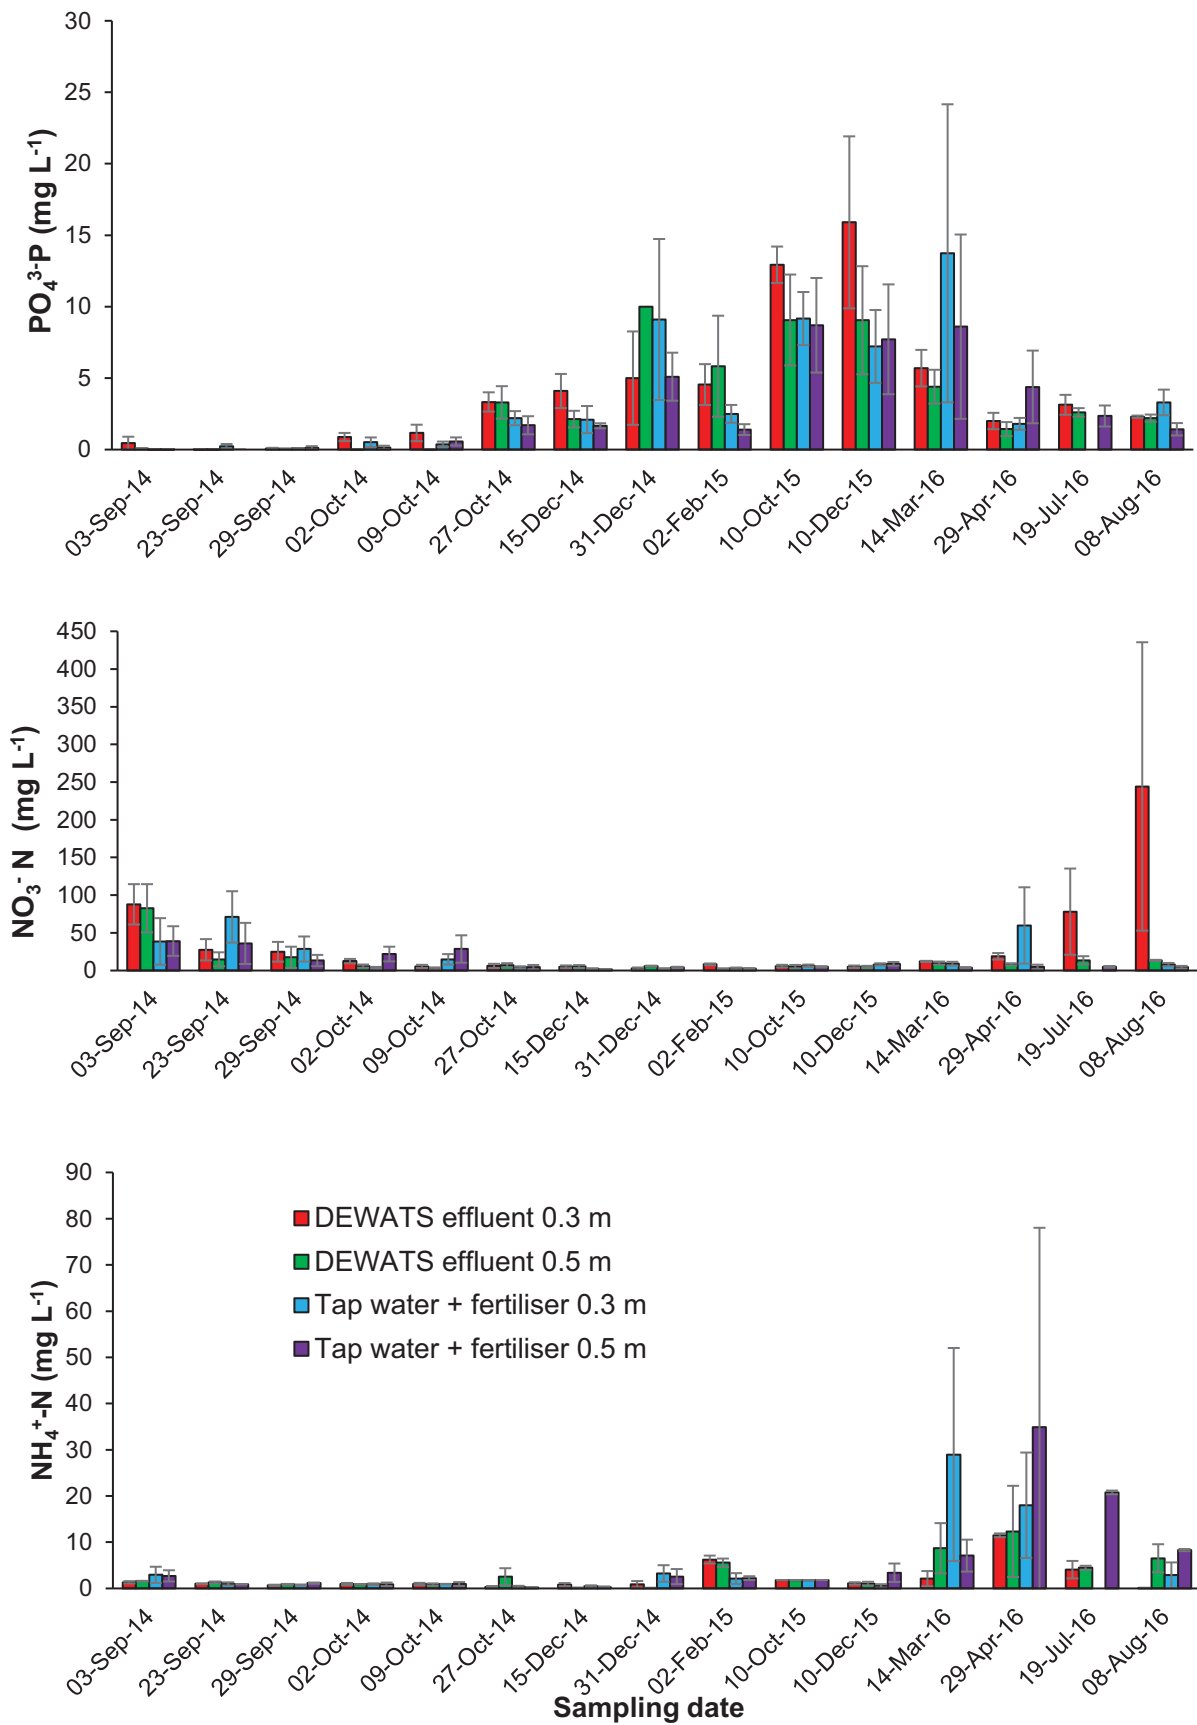 PO₄³⁻P (mg L⁻¹)
30
25
20
15
10
5
0
03-Sep-14
23-Sep-14
29-Sep-14
02-Oct-14
09-Oct-14
27-Oct-14
15-Dec-14
31-Dec-14
02-Feb-15
10-Oct-15
10-Dec-15
14-Mar-16
29-Apr-16
19-Jul-16
08-Aug-16
NO₃⁻ N (mg L⁻¹)
450
400
350
300
250
200
150
100
50
0
03-Sep-14
23-Sep-14
29-Sep-14
02-Oct-14
09-Oct-14
27-Oct-14
15-Dec-14
31-Dec-14
02-Feb-15
10-Oct-15
10-Dec-15
14-Mar-16
29-Apr-16
19-Jul-16
08-Aug-16
NH₄⁺-N (mg L⁻¹)
90
80
70
60
50
40
30
20
10
0
DEWATS effluent 0.3 m
DEWATS effluent 0.5 m
Tap water + fertiliser 0.3 m
Tap water + fertiliser 0.5 m
03-Sep-14
23-Sep-14
29-Sep-14
02-Oct-14
09-Oct-14
27-Oct-14
15-Dec-14
31-Dec-14
02-Feb-15
10-Oct-15
10-Dec-15
14-Mar-16
29-Apr-16
19-Jul-16
08-Aug-16
Sampling date